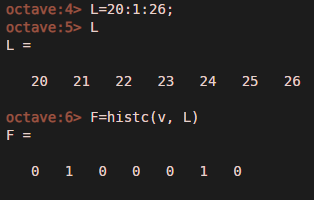 octave:4> L=20:1:26;
octave:5> L
L =
20 21 22 23 24 25 26
octave:6> F=histc(v, L)
F =
0 1 0 0 0 1 0